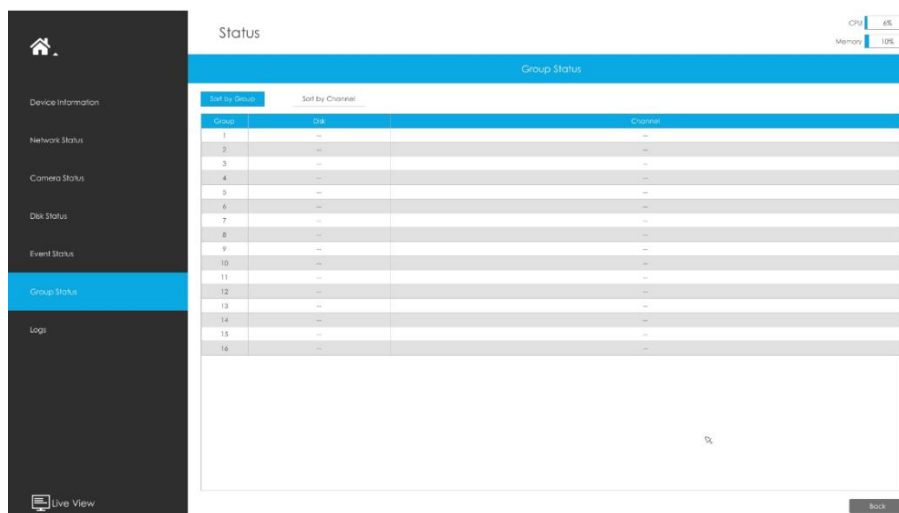 Status
CPU 6%
Memory 10%
Group Status
Device Information
Network Status
Camera Status
Disk Status
Event Status
Group Status
Logs
Live View
Sort by Group Sort by Channel
Group Disk Channel
1 -- --
2 -- --
3 -- --
4 -- --
5 -- --
6 -- --
7 -- --
8 -- --
9 -- --
10 -- --
11 -- --
12 -- --
13 -- --
14 -- --
15 -- --
16 -- --
Back